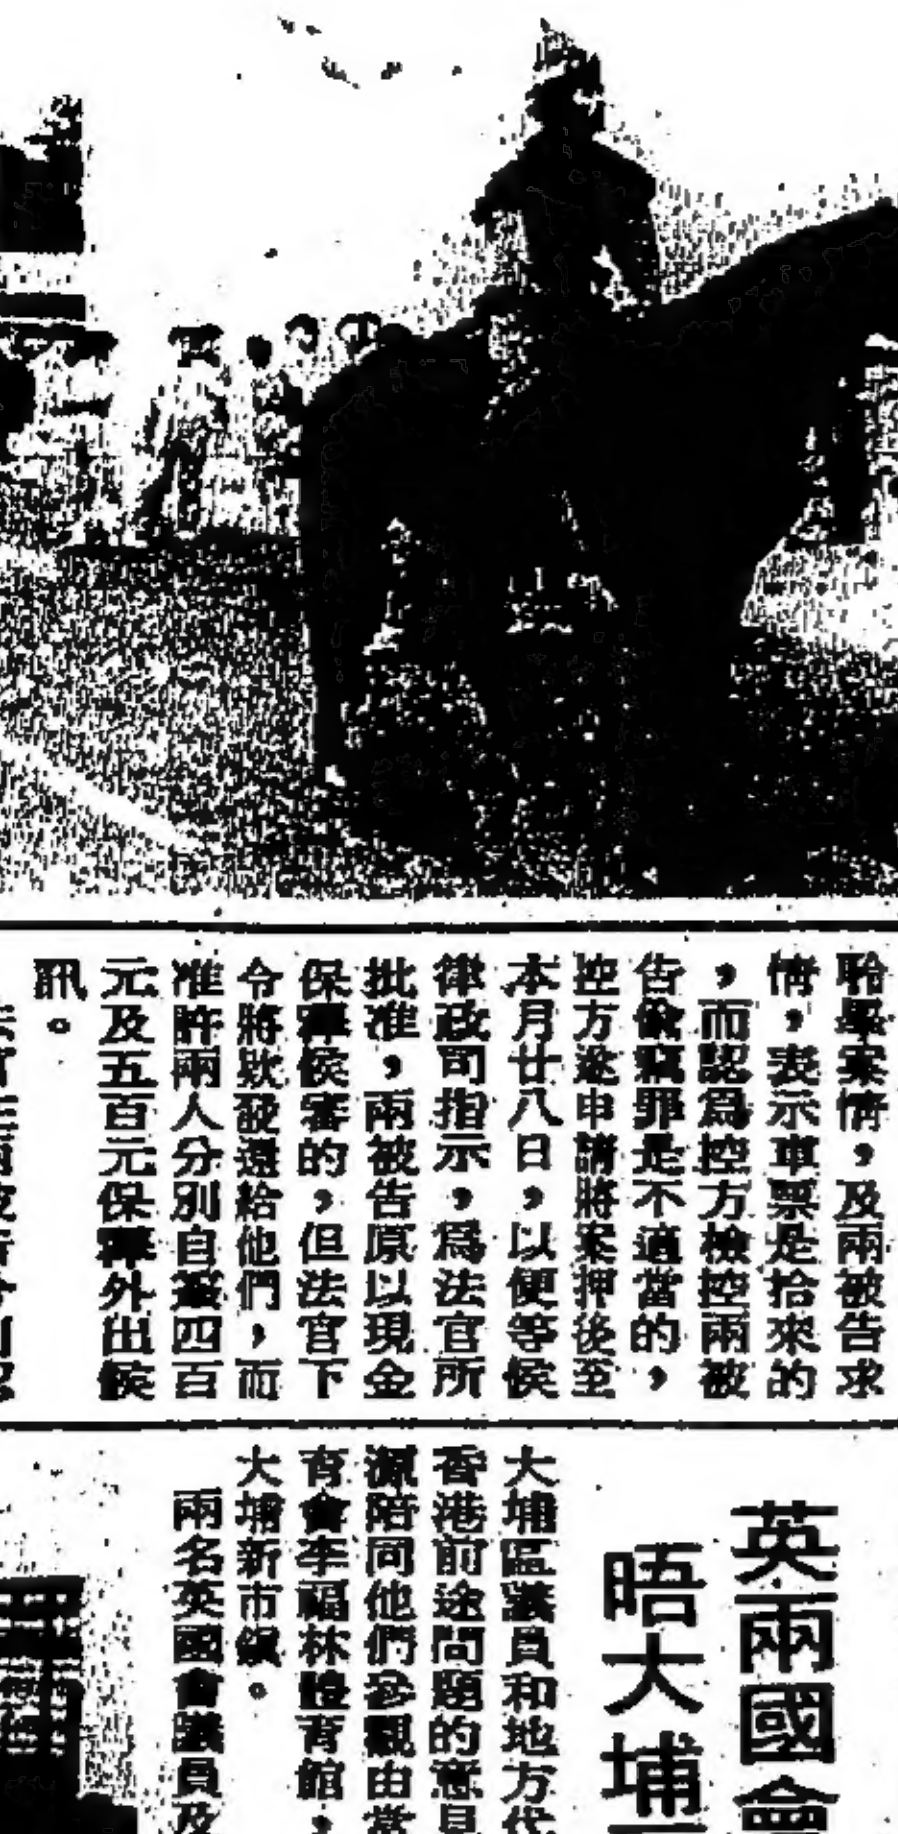 聆畢案情，及兩被告求
情，表示車票是拾來的
，而認爲控方檢控兩被
告偷竊罪是不適當的，
控方遂申請將案押後至
本月廿八日，以便等候
律政司指示，爲法官所
批准，兩被告原以現金
保釋候審的，但法官下
令將款發還給他們，而
准許兩人分別自簽四百
元及五百元保釋外出候
訊。
英兩國會
晤大埔
大埔區議員和地方代
香港前途問題的意見
源陪同他們參觀由當
育會李福林體育館，
大埔新市鎮。
兩名英國會議員及